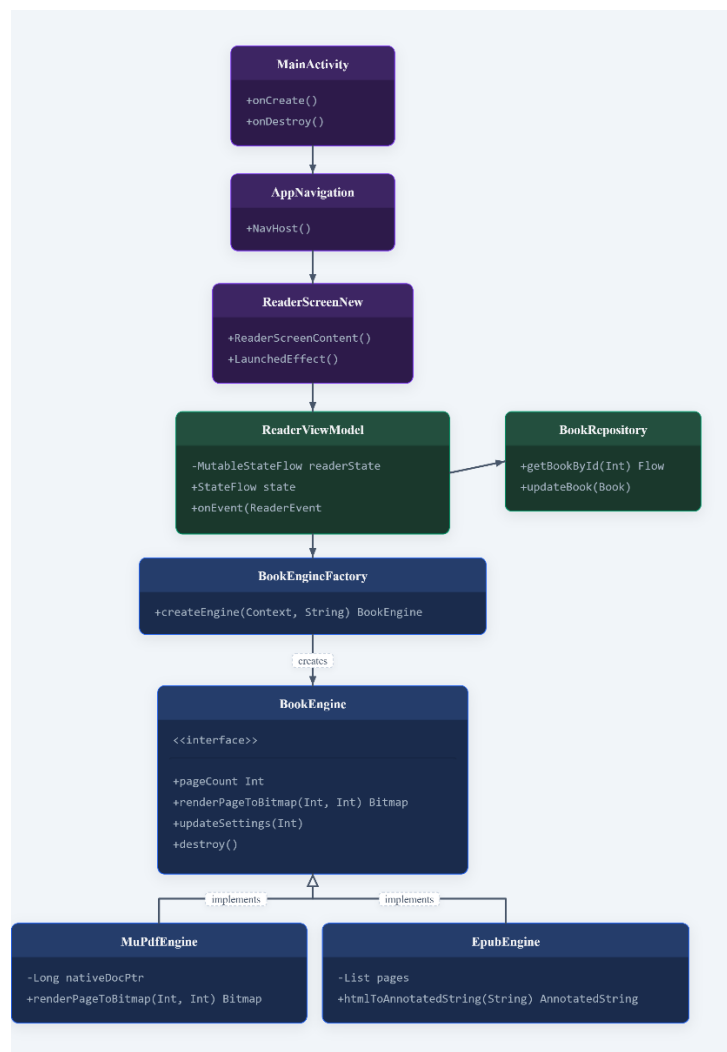 MainActivity
+onCreate()
+onDestroy()
AppNavigation
+NavHost()
ReaderScreenNew
+ReaderScreenContent()
+LaunchedEffect()
ReaderViewModel
-MutableStateFlow readerState
+StateFlow state
+onEvent(ReaderEvent
BookRepository
+getBookById(Int) Flow
+updateBook(Book)
BookEngineFactory
+createEngine(Context, String) BookEngine
creates
BookEngine
<<interface>>
+pageCount Int
+renderPageToBitmap(Int, Int) Bitmap
+updateSettings(Int)
+destroy()
implements
implements
MuPdfEngine
-Long nativeDocPtr
+renderPageToBitmap(Int, Int) Bitmap
EpubEngine
-List pages
+htmlToAnnotatedString(String) AnnotatedString